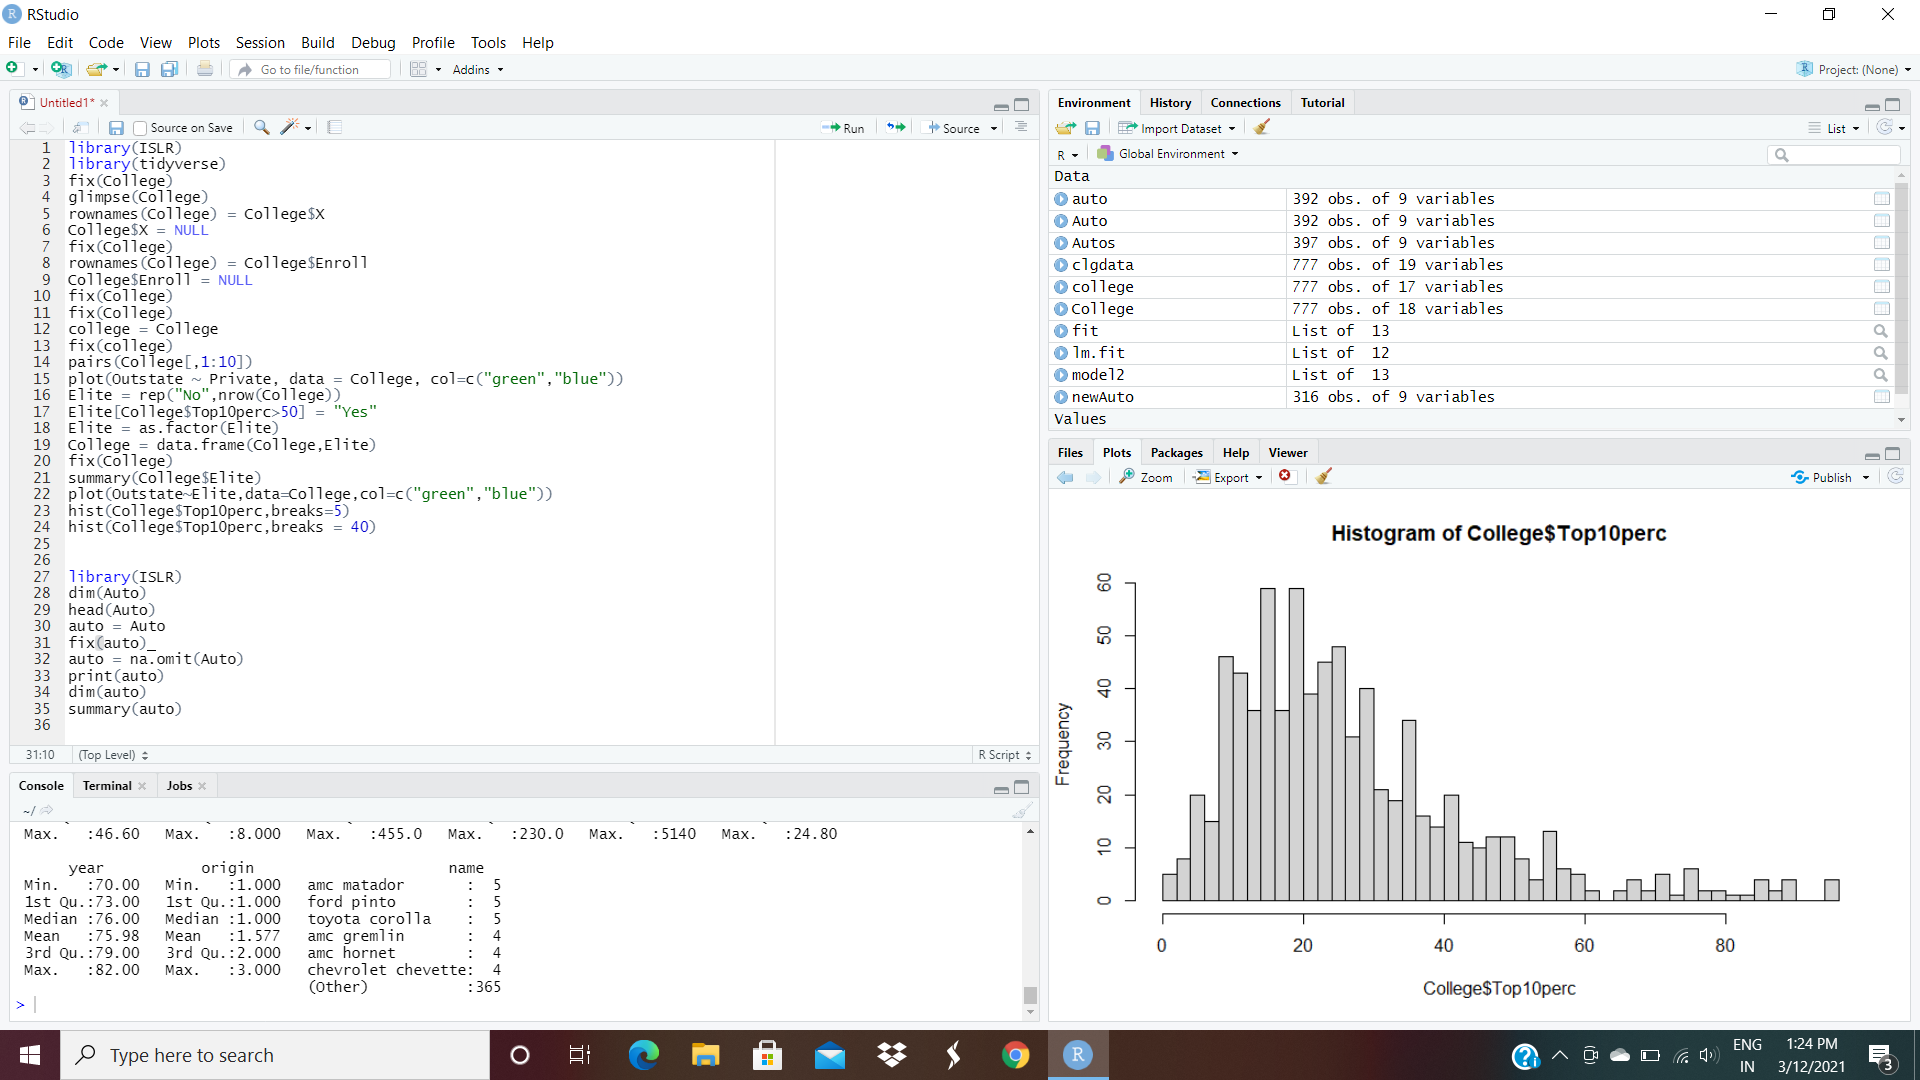 RStudio
File Edit Code View Plots Session Build Debug Profile Tools Help
Go to file/function Addins Project: (None)
Untitled1*
Source on Save Run Source
1 library(ISLR)
2 library(tidyverse)
3 fix(College)
4 glimpse(College)
5 rownames(College) = College$X
6 College$X = NULL
7 fix(College)
8 rownames(College) = College$Enroll
9 College$Enroll = NULL
10 fix(College)
11 fix(College)
12 college = College
13 fix(college)
14 pairs(College[,1:10])
15 plot(Outstate ~ Private, data = College, col=c("green","blue"))
16 Elite = rep("No",nrow(College))
17 Elite[College$Top10perc>50] = "Yes"
18 Elite = as.factor(Elite)
19 College = data.frame(College,Elite)
20 fix(College)
21 summary(College$Elite)
22 plot(Outstate~Elite,data=College,col=c("green","blue"))
23 hist(College$Top10perc,breaks=5)
24 hist(College$Top10perc,breaks = 40)
25
26
27 library(ISLR)
28 dim(Auto)
29 head(Auto)
30 auto = Auto
31 fix(auto)_
32 auto = na.omit(Auto)
33 print(auto)
34 dim(auto)
35 summary(auto)
36
31:10 (Top Level) R Script
Console Terminal Jobs
~/
Max. :46.60 Max. :8.000 Max. :455.0 Max. :230.0 Max. :5140 Max. :24.80
year origin name
Min. :70.00 Min. :1.000 amc matador : 5
1st Qu.:73.00 1st Qu.:1.000 ford pinto : 5
Median :76.00 Median :1.000 toyota corolla : 5
Mean :75.98 Mean :1.577 amc gremlin : 4
3rd Qu.:79.00 3rd Qu.:2.000 amc hornet : 4
Max. :82.00 Max. :3.000 chevrolet chevette: 4
(Other) :365
>
Environment History Connections Tutorial
Import Dataset List
R Global Environment
Data
auto 392 obs. of 9 variables
Auto 392 obs. of 9 variables
Autos 397 obs. of 9 variables
clgdata 777 obs. of 19 variables
college 777 obs. of 17 variables
College 777 obs. of 18 variables
fit List of 13
lm.fit List of 12
model2 List of 13
newAuto 316 obs. of 9 variables
Values
Files Plots Packages Help Viewer
Zoom Export Publish
Histogram of College$Top10perc
Frequency
60
50
40
30
20
10
0
0 20 40 60 80
College$Top10perc
Type here to search
ENG
IN
1:24 PM
3/12/2021
3